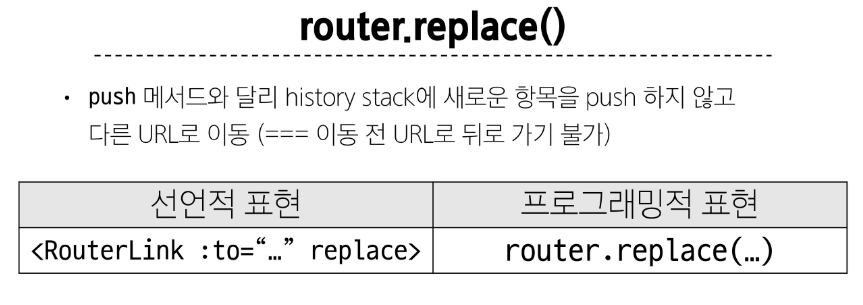 router.replace()
• push 메서드와 달리 history stack에 새로운 항목을 push 하지 않고
다른 URL로 이동 (=== 이동 전 URL로 뒤로 가기 불가)
선언적 표현 프로그래밍적 표현
<RouterLink :to=“…” replace> router.replace(…)